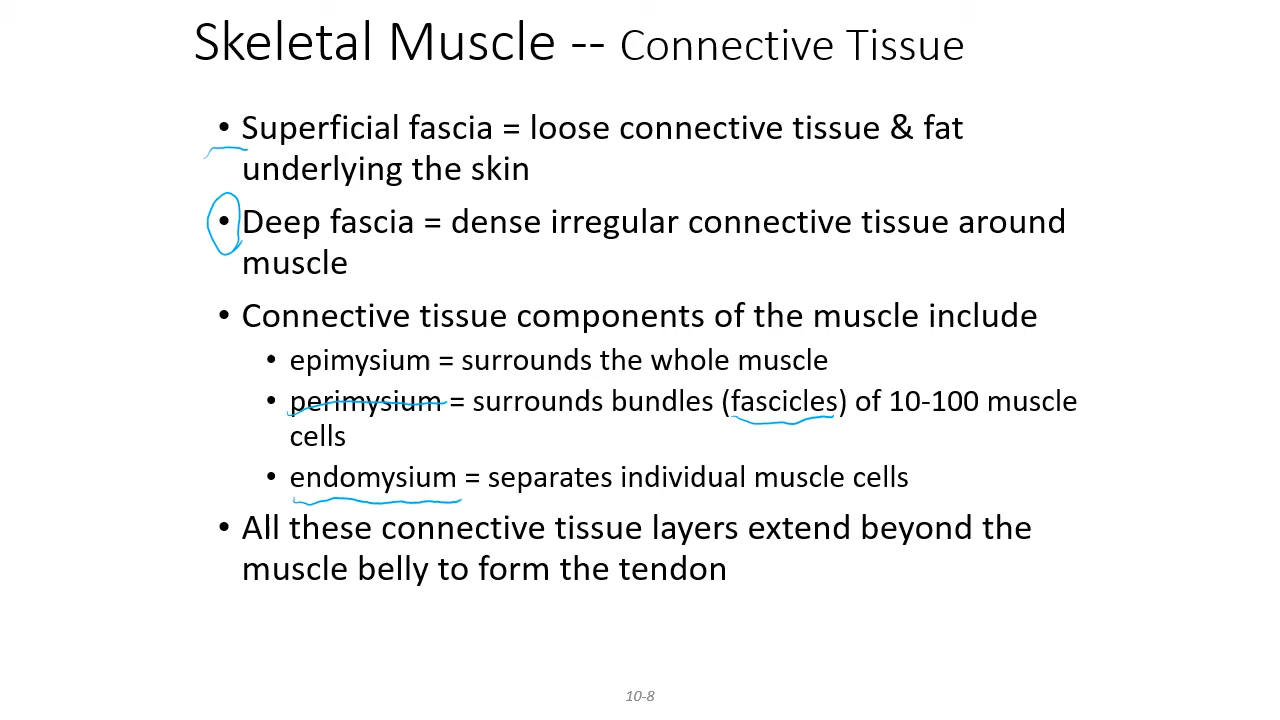 Skeletal Muscle -- Connective Tissue
• Superficial fascia = loose connective tissue & fat
underlying the skin
• Deep fascia = dense irregular connective tissue around
muscle
• Connective tissue components of the muscle include
• epimysium = surrounds the whole muscle
• perimysium = surrounds bundles (fascicles) of 10-100 muscle
cells
• endomysium = separates individual muscle cells
• All these connective tissue layers extend beyond the
muscle belly to form the tendon
10-8